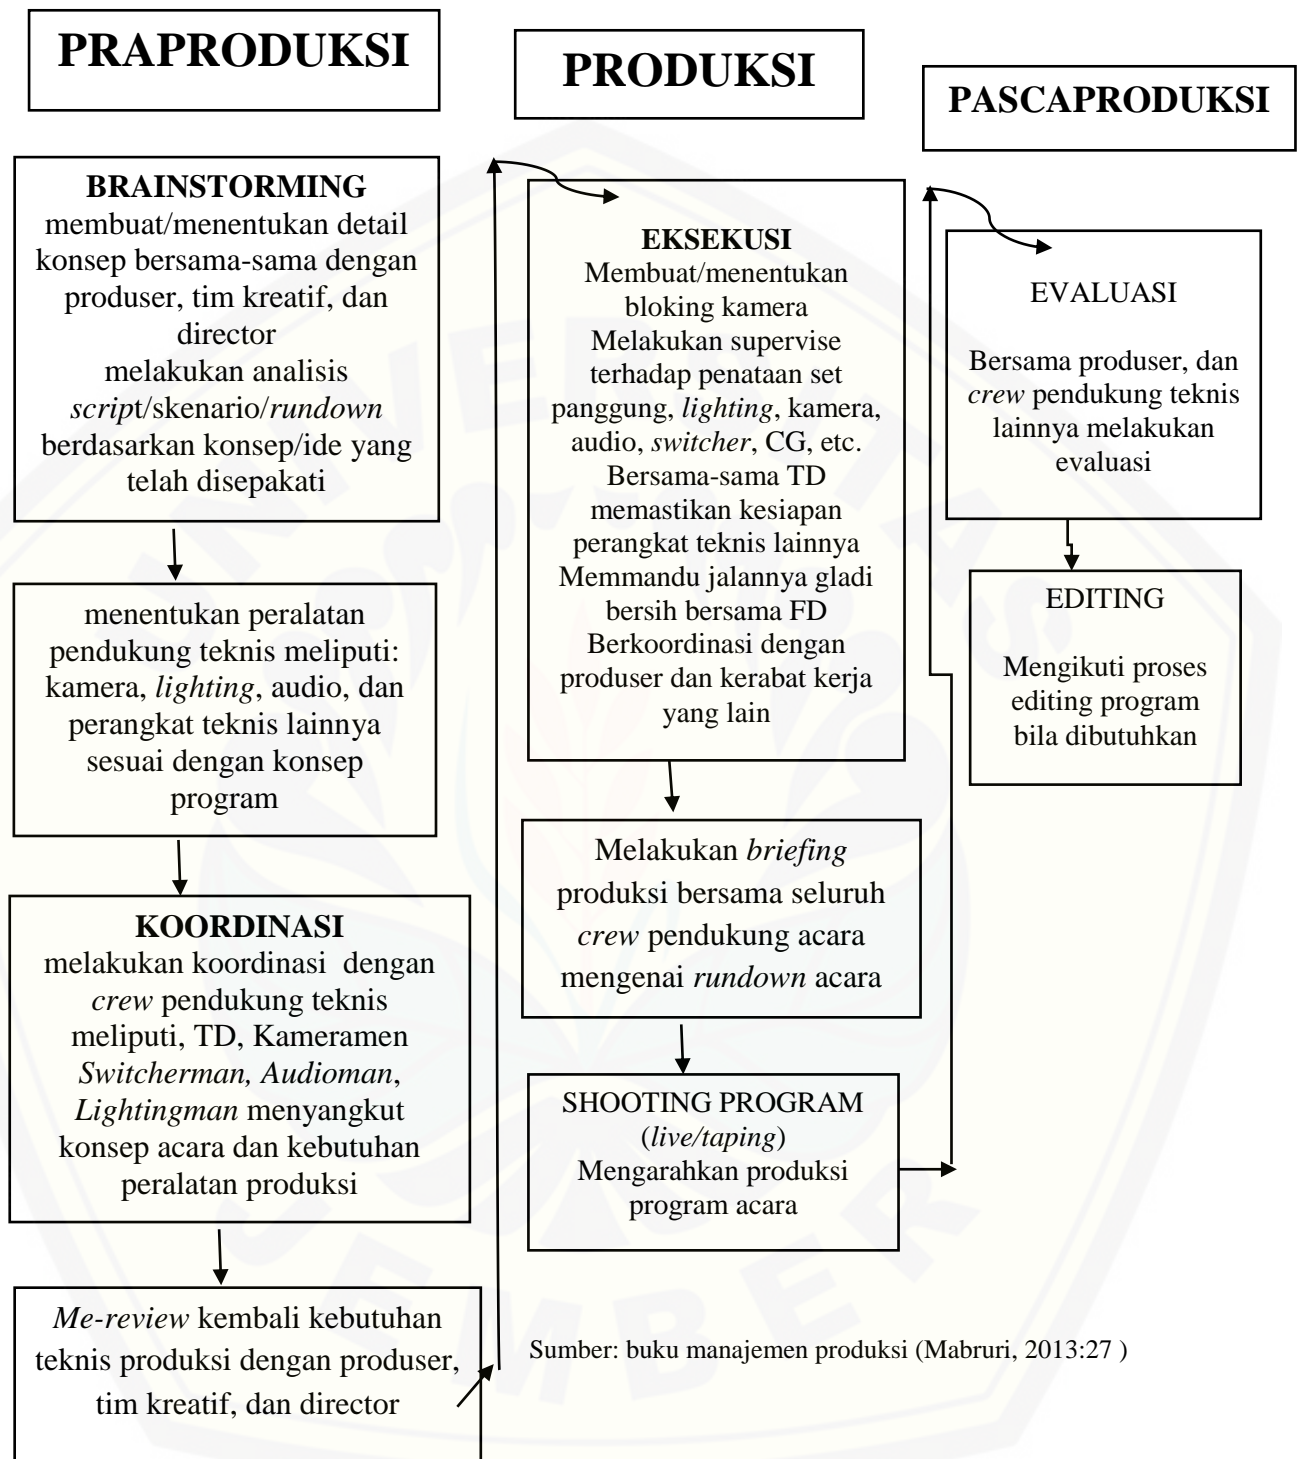 PRAPRODUKSI
BRAINSTORMING
membuat/menentukan detail
konsep bersama-sama dengan
produser, tim kreatif, dan
director
melakukan analisis
script/skenario/rundown
berdasarkan konsep/ide yang
telah disepakati
menentukan peralatan
pendukung teknis meliputi:
kamera, lighting, audio, dan
perangkat teknis lainnya
sesuai dengan konsep
program
KOORDINASI
melakukan koordinasi dengan
crew pendukung teknis
meliputi, TD, Kameramen
Switcherman, Audioman,
Lightingman menyangkut
konsep acara dan kebutuhan
peralatan produksi
Me-review kembali kebutuhan
teknis produksi dengan produser,
tim kreatif, dan director
PRODUKSI
EKSEKUSI
Membuat/menentukan
bloking kamera
Melakukan supervise
terhadap penataan set
panggung, lighting, kamera,
audio, switcher, CG, etc.
Bersama-sama TD
memastikan kesiapan
perangkat teknis lainnya
Memmandu jalannya gladi
bersih bersama FD
Berkoordinasi dengan
produser dan kerabat kerja
yang lain
Melakukan briefing
produksi bersama seluruh
crew pendukung acara
mengenai rundown acara
SHOOTING PROGRAM
(live/taping)
Mengarahkan produksi
program acara
PASCAPRODUKSI
EVALUASI
Bersama produser, dan
crew pendukung teknis
lainnya melakukan
evaluasi
EDITING
Mengikuti proses
editing program
bila dibutuhkan
Sumber: buku manajemen produksi (Mabruri, 2013:27 )
UNIVERSITAS
JEMBER